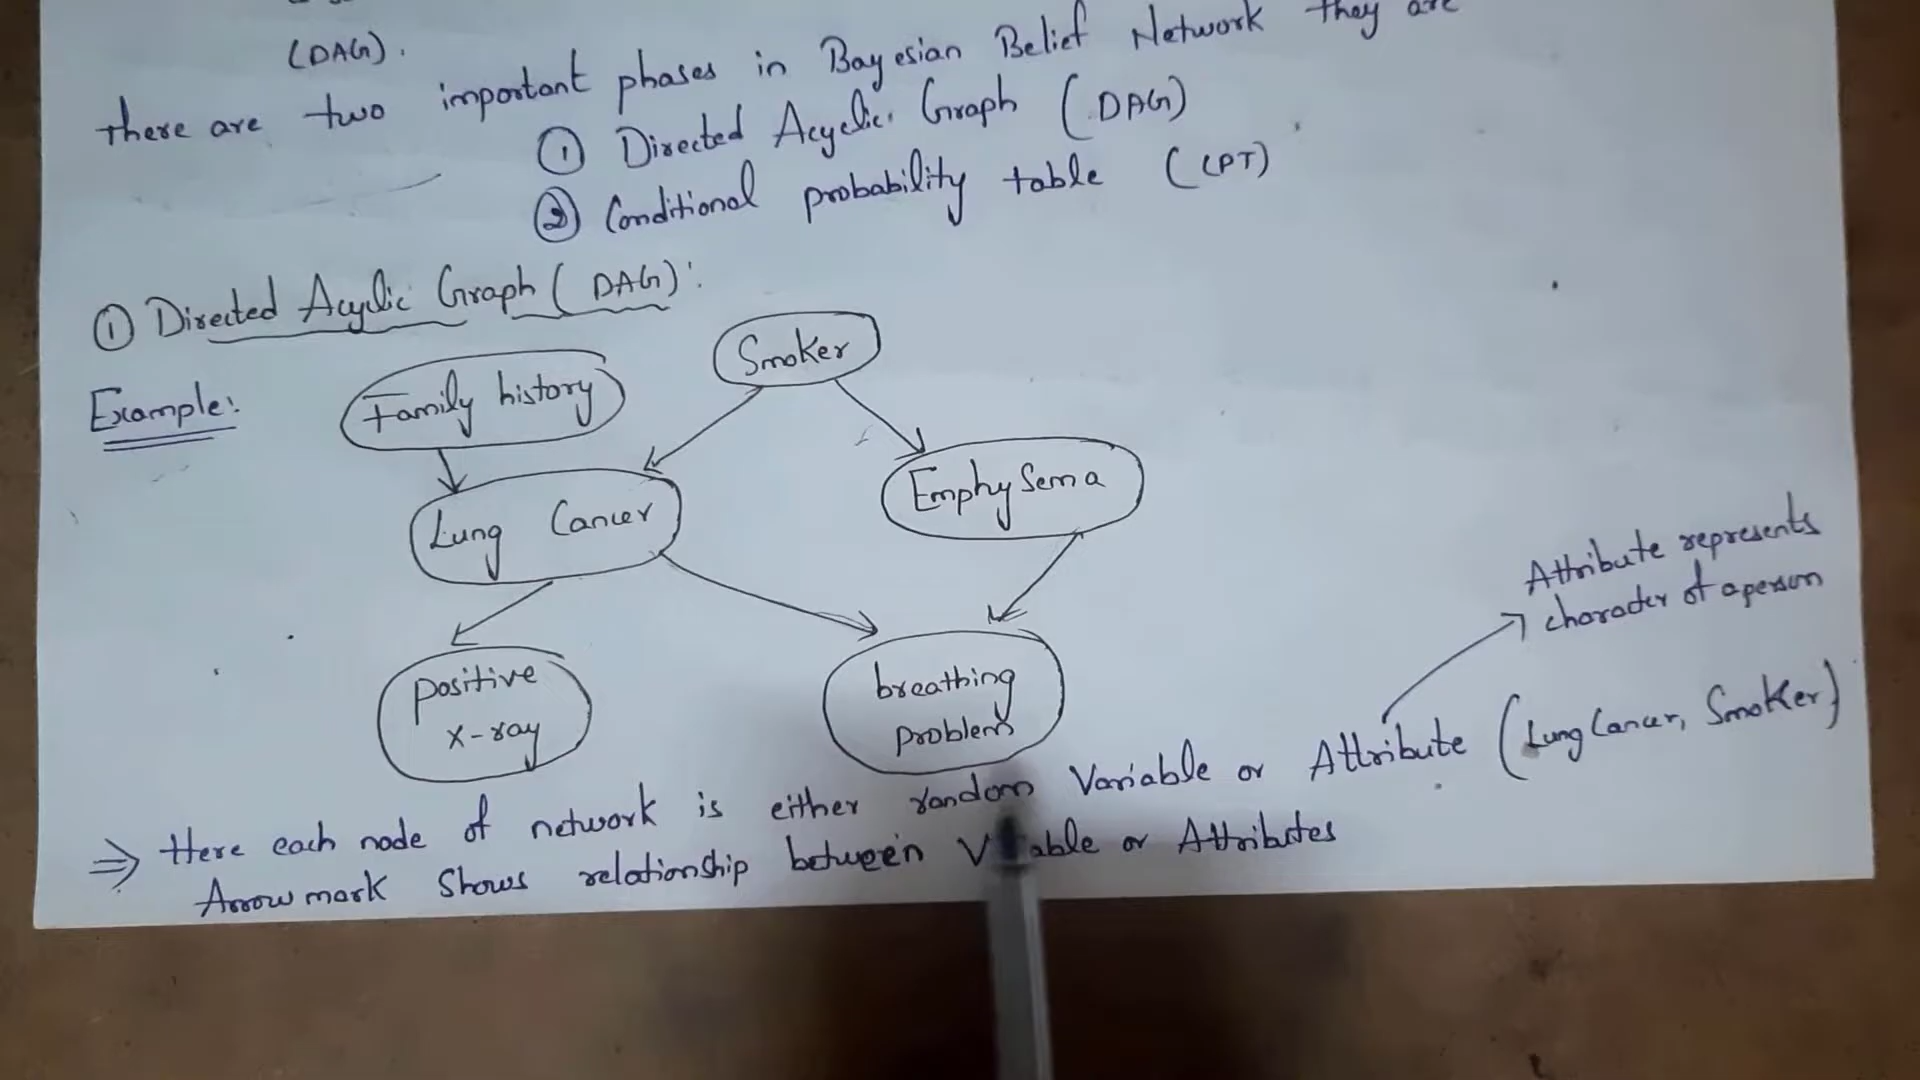 (DAG).
there are two important phases in Bayesian Belief Network they are
① Directed Acyclic Graph (DAG)
② Conditional probability table (CPT)
① Directed Acyclic Graph (DAG):
Example:
Family history
Smoker
Lung Cancer
Emphysema
positive
x-ray
breathing
problem
Attribute represents
character of a person
⇒ Here each node of network is either random Variable or Attribute (Lung Cancer, Smoker)
Arrow mark shows relationship between or Attributes